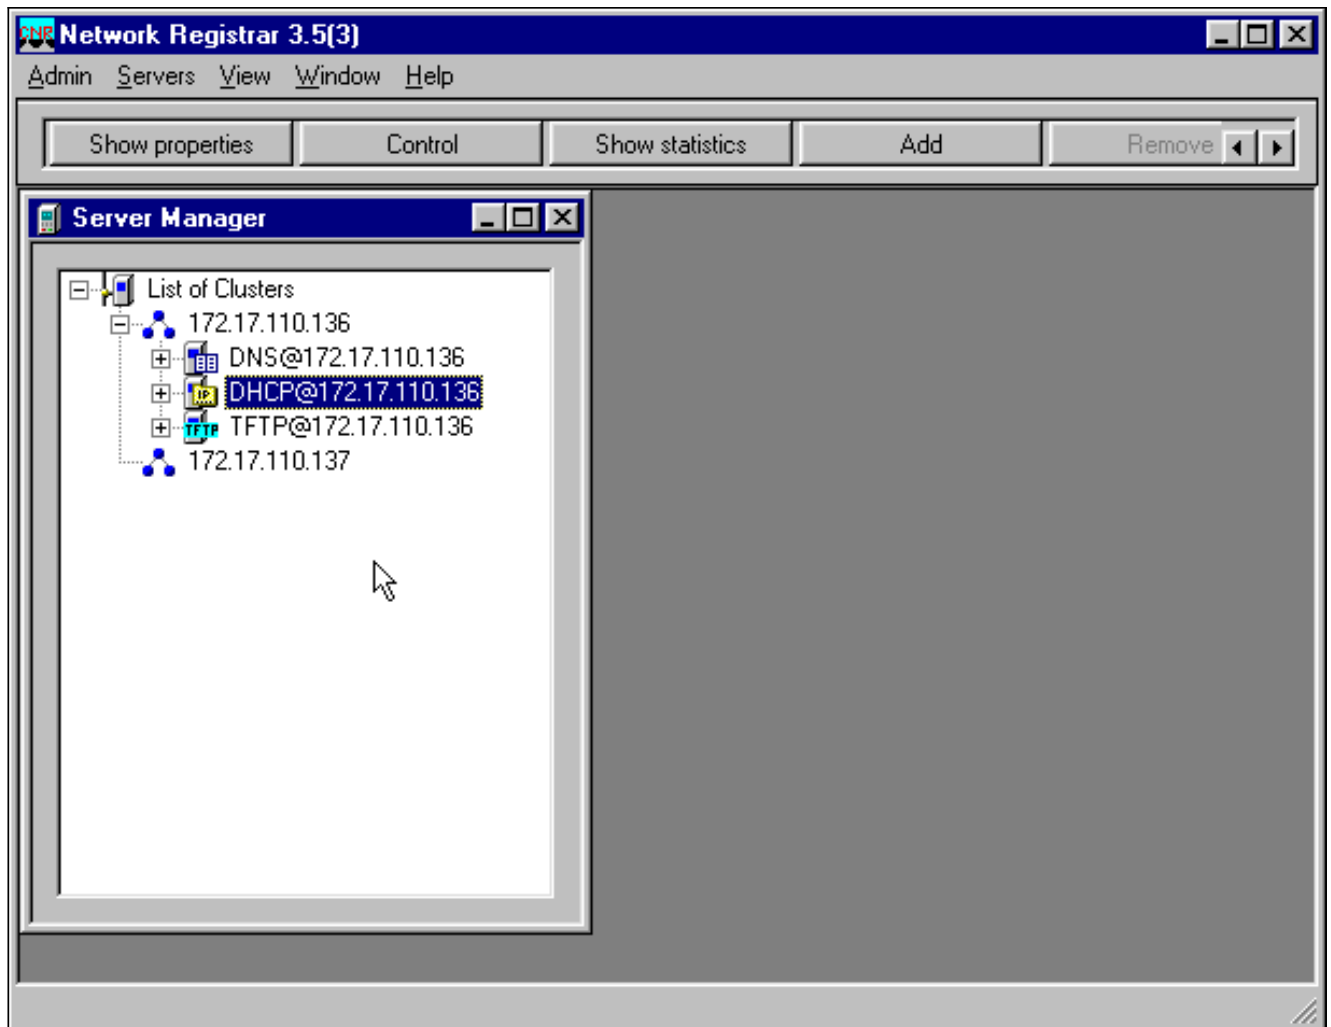 CNR Network Registrar 3.5(3)
Admin Servers View Window Help
Show properties Control Show statistics Add Remove
Server Manager
List of Clusters
172.17.110.136
DNS@172.17.110.136
IP DHCP@172.17.110.136
TFTP TFTP@172.17.110.136
172.17.110.137